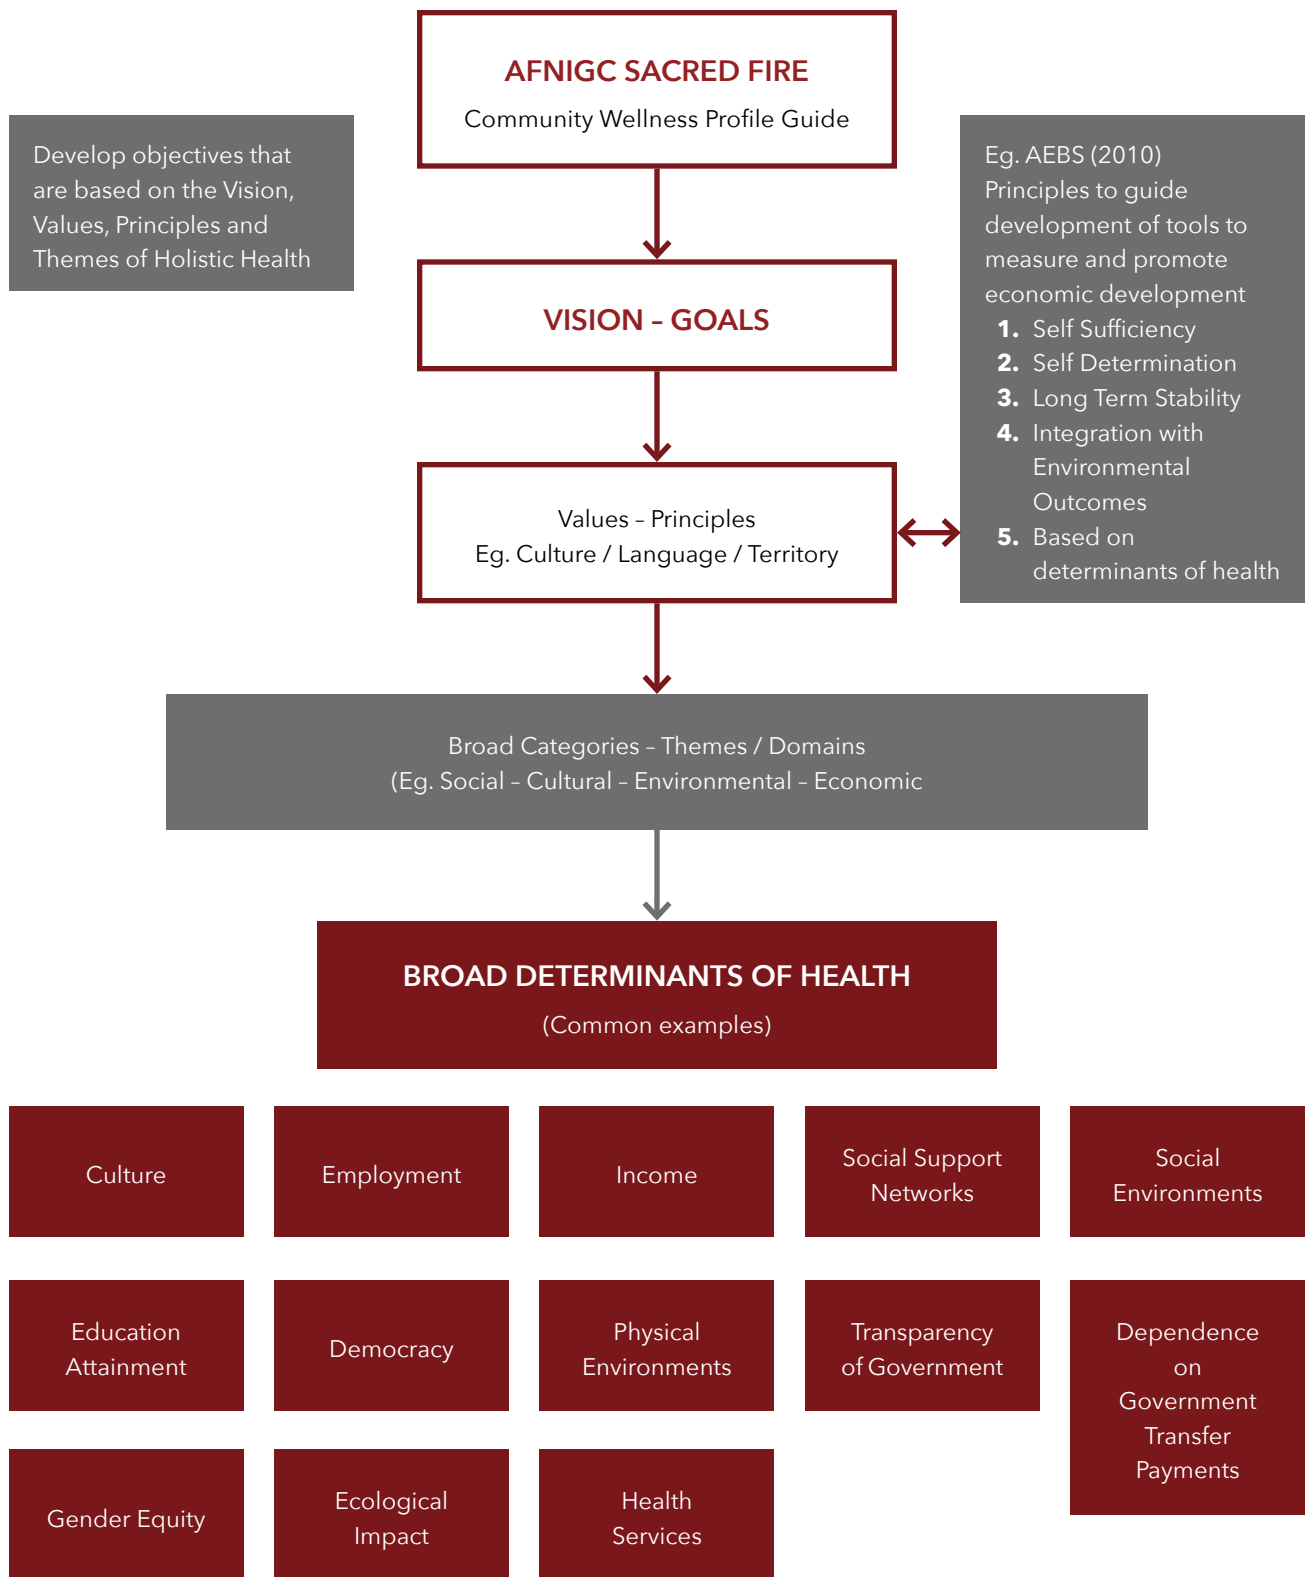 AFNIGC SACRED FIRE
Community Wellness Profile Guide
Develop objectives that
are based on the Vision,
Values, Principles and
Themes of Holistic Health
Eg. AEBS (2010)
Principles to guide
development of tools to
measure and promote
economic development
1. Self Sufficiency
2. Self Determination
3. Long Term Stability
4. Integration with
Environmental
Outcomes
5. Based on
determinants of health
VISION – GOALS
Values – Principles
Eg. Culture / Language / Territory
Broad Categories – Themes / Domains
(Eg. Social – Cultural – Environmental – Economic
BROAD DETERMINANTS OF HEALTH
(Common examples)
Culture
Employment
Income
Social Support
Networks
Social
Environments
Education
Attainment
Democracy
Physical
Environments
Transparency
of Government
Dependence
on
Government
Transfer
Payments
Gender Equity
Ecological
Impact
Health
Services